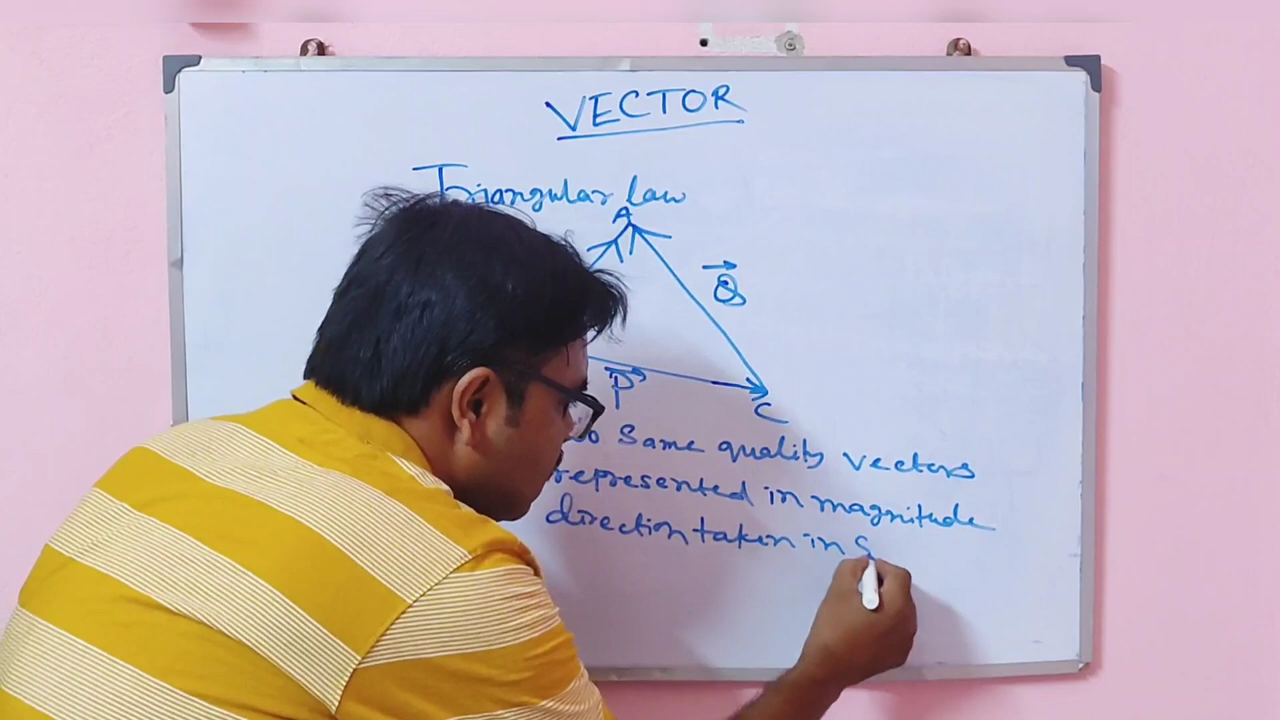 VECTOR
Triangular law
A
Q
P
C
Same quality vectors
represented in magnitude
direction taken in S